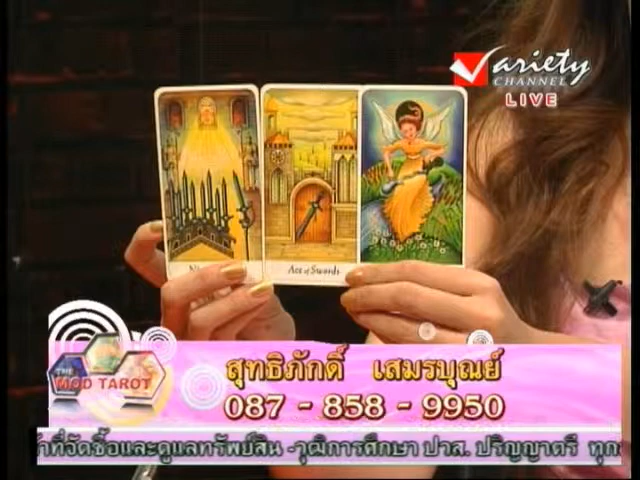 Variety
CHANNEL
LIVE
Ace of Swords
THE
MOD TAROT
สุทธิภักดิ์ เสมรบุณย์
087 - 858 - 9950
ที่จัดซื้อและดูแลทรัพย์สิน -วุฒิการศึกษา ปวส. ปริญญาตรี